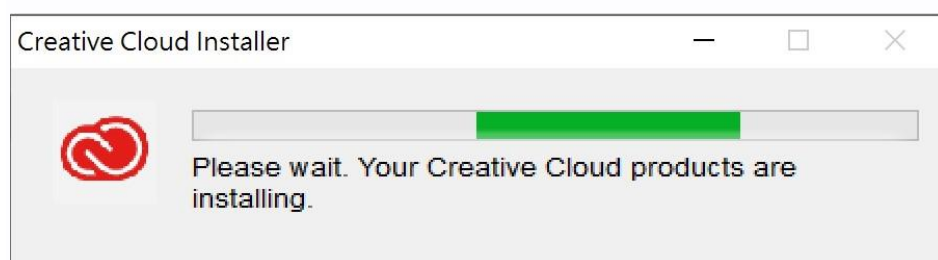 Creative Cloud Installer
Please wait. Your Creative Cloud products are
installing.